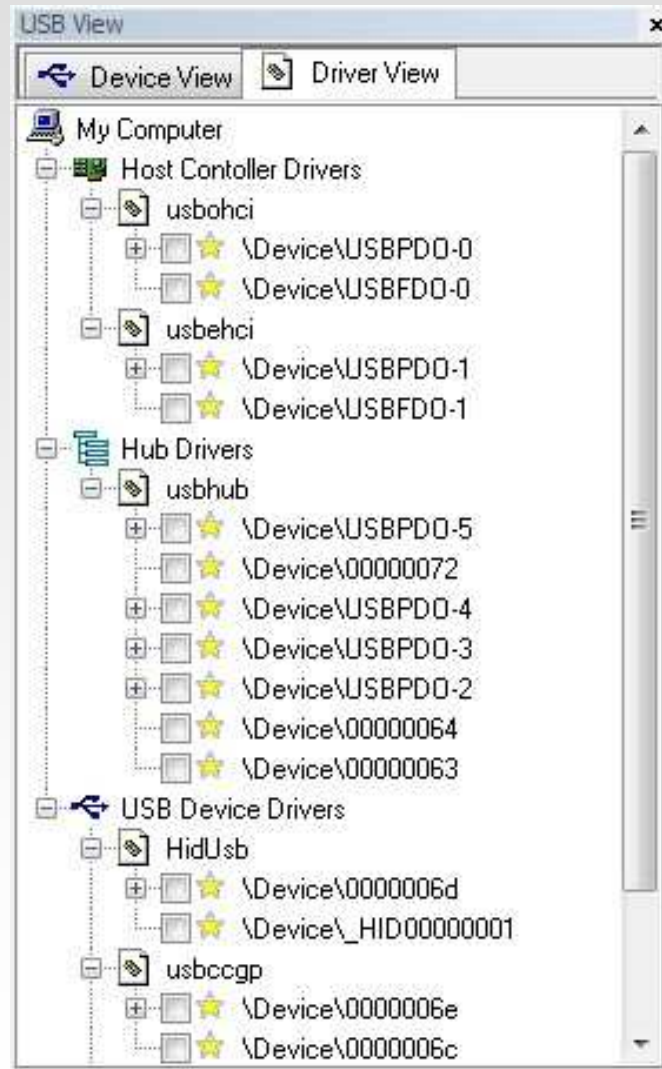 USB View
Device View Driver View
My Computer
Host Contoller Drivers
usbohci
\Device\USBPDO-0
\Device\USBFDO-0
usbehci
\Device\USBPDO-1
\Device\USBFDO-1
Hub Drivers
usbhub
\Device\USBPDO-5
\Device\00000072
\Device\USBPDO-4
\Device\USBPDO-3
\Device\USBPDO-2
\Device\00000064
\Device\00000063
USB Device Drivers
HidUsb
\Device\0000006d
\Device\_HID00000001
usbccgp
\Device\0000006e
\Device\0000006c